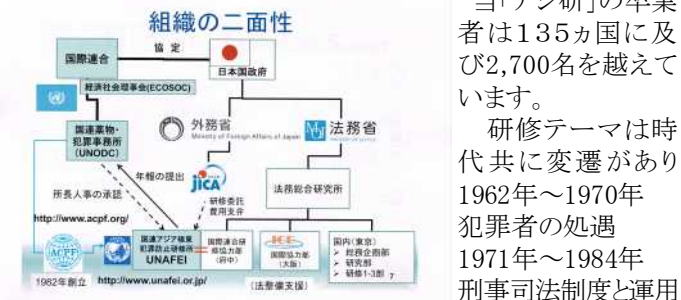 組織の二面性
協 定
国際連合
日本国政府
経済社会理事会(ECOSOC)
外務省
Ministry of Foreign Affairs of Japan
法務省
国連薬物・
犯罪事務所
(UNODC)
年報の提出
JICA
法務総合研究所
所長人事の承認
研修委託
費用支弁
http://www.acpf.org/
ACPF
国連アジア極東
犯罪防止研修所
UNAFEI
国際連合研
修協力部
(府中)
ICD
国際協力部
(大阪)
国内(東京)
➢ 総務企画部
➢ 研究部
➢ 研修1-3部
7
1982年創立
http://www.unafei.or.jp/
(法整備支援)
当「アジ研」の卒業
者は135ヵ国に及
び2,700名を越えて
います。
研修テーマは時
代共に変遷があり
1962年～1970年
犯罪者の処遇
1971年～1984年
刑事司法制度と運用